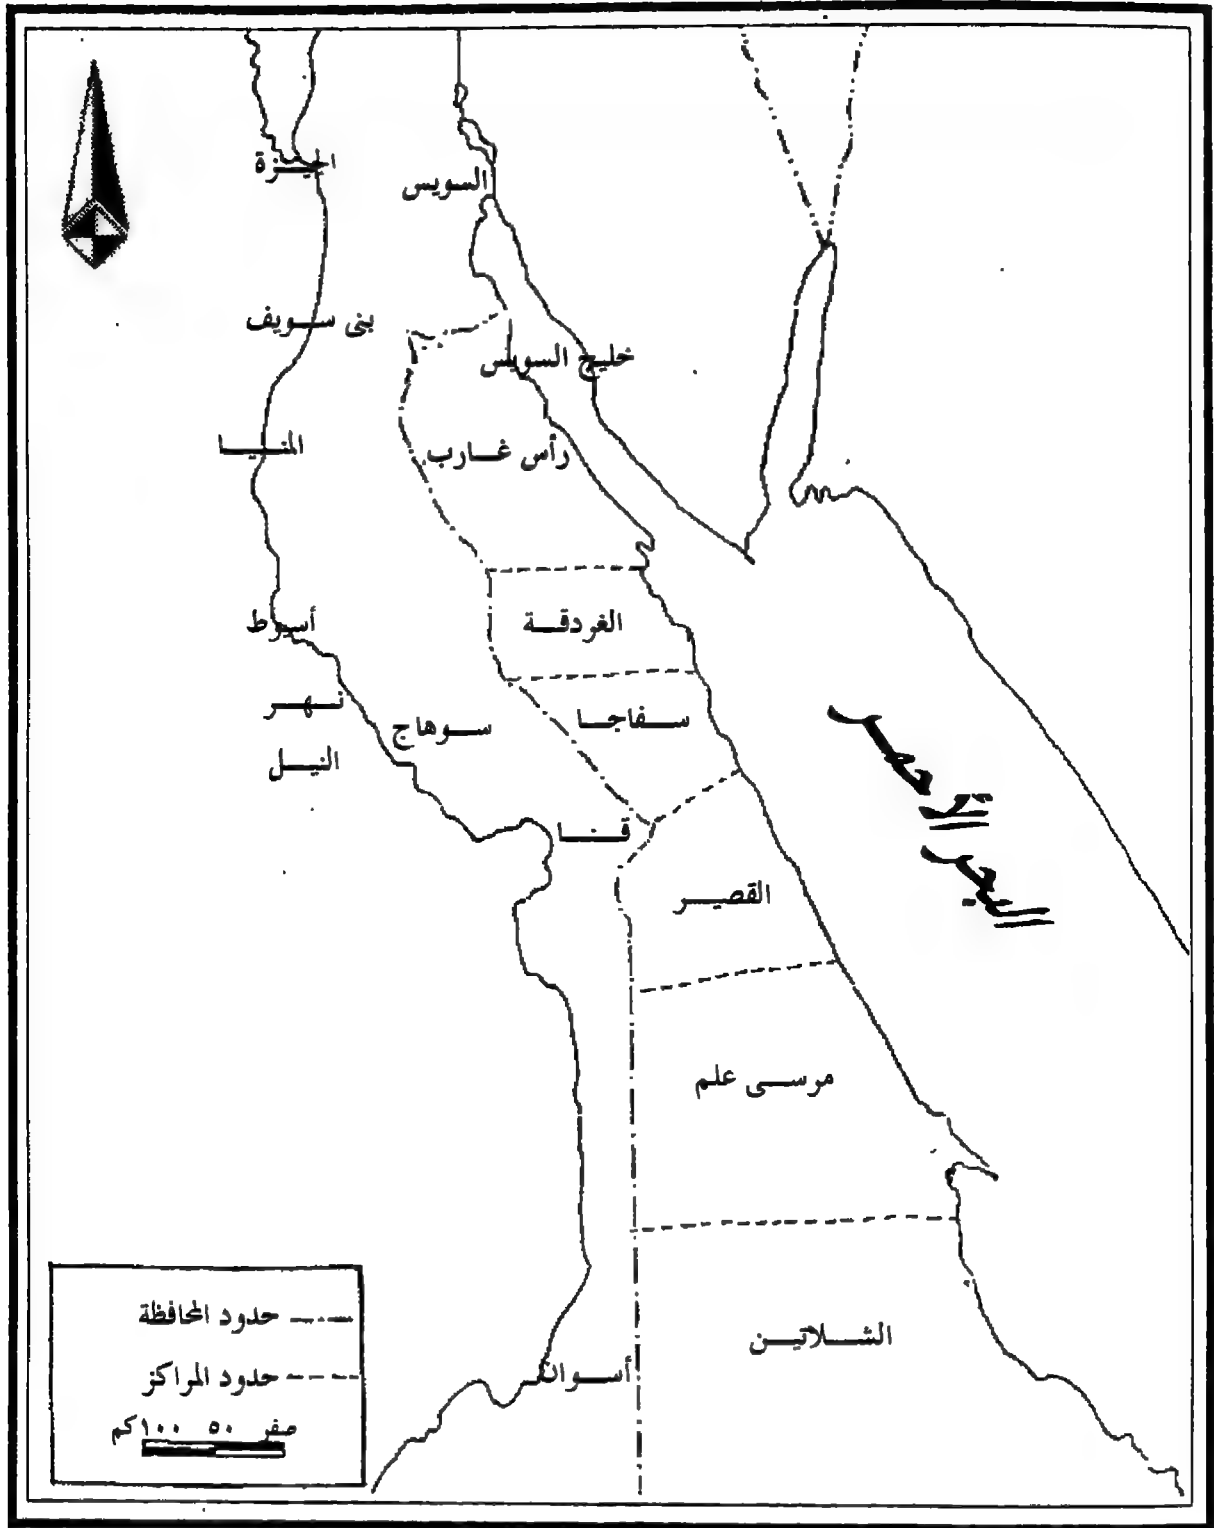 الجيزة
السويس
بنى سويف
خليج السويس
المنيا
رأس غارب
أسيوط
الغردقة
نهر
النيل
سوهاج
سفاجا
قنا
القصير
البحر
الأحمر
مرسى علم
الشلاتين
أسوان
حدود المحافظة
حدود المراكز
صفر ٥٠ ١٠٠كم